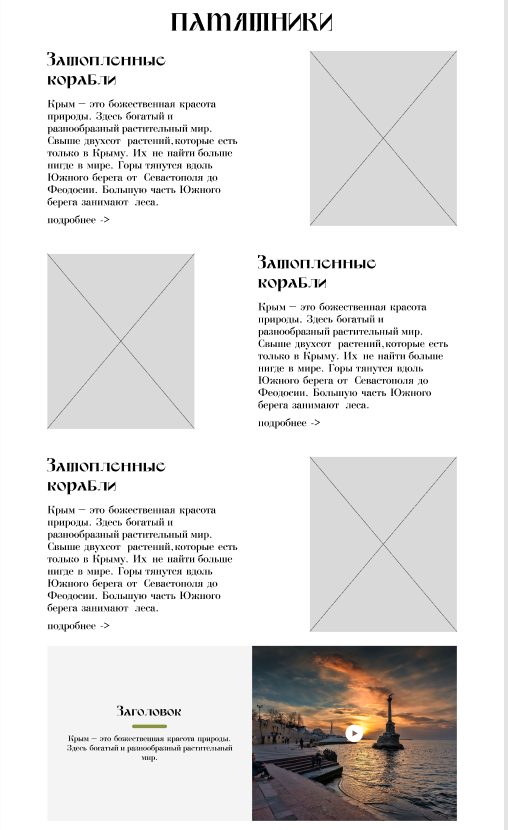 ПАМЯТНИКИ
Затопленные
корабли
Крым – это божественная красота
природы. Здесь богатый и
разнообразный растительный мир.
Свыше двухсот растений,которые есть
только в Крыму. Их не найти больше
нигде в мире. Горы тянутся вдоль
Южного берега от Севастополя до
Феодосии. Большую часть Южного
берега занимают леса.
подробнее ->
Затопленные
корабли
Крым – это божественная красота
природы. Здесь богатый и
разнообразный растительный мир.
Свыше двухсот растений,которые есть
только в Крыму. Их не найти больше
нигде в мире. Горы тянутся вдоль
Южного берега от Севастополя до
Феодосии. Большую часть Южного
берега занимают леса.
подробнее ->
Затопленные
корабли
Крым – это божественная красота
природы. Здесь богатый и
разнообразный растительный мир.
Свыше двухсот растений,которые есть
только в Крыму. Их не найти больше
нигде в мире. Горы тянутся вдоль
Южного берега от Севастополя до
Феодосии. Большую часть Южного
берега занимают леса.
подробнее ->
Заголовок
Крым – это божественная красота природы.
Здесь богатый и разнообразный растительный
мир.